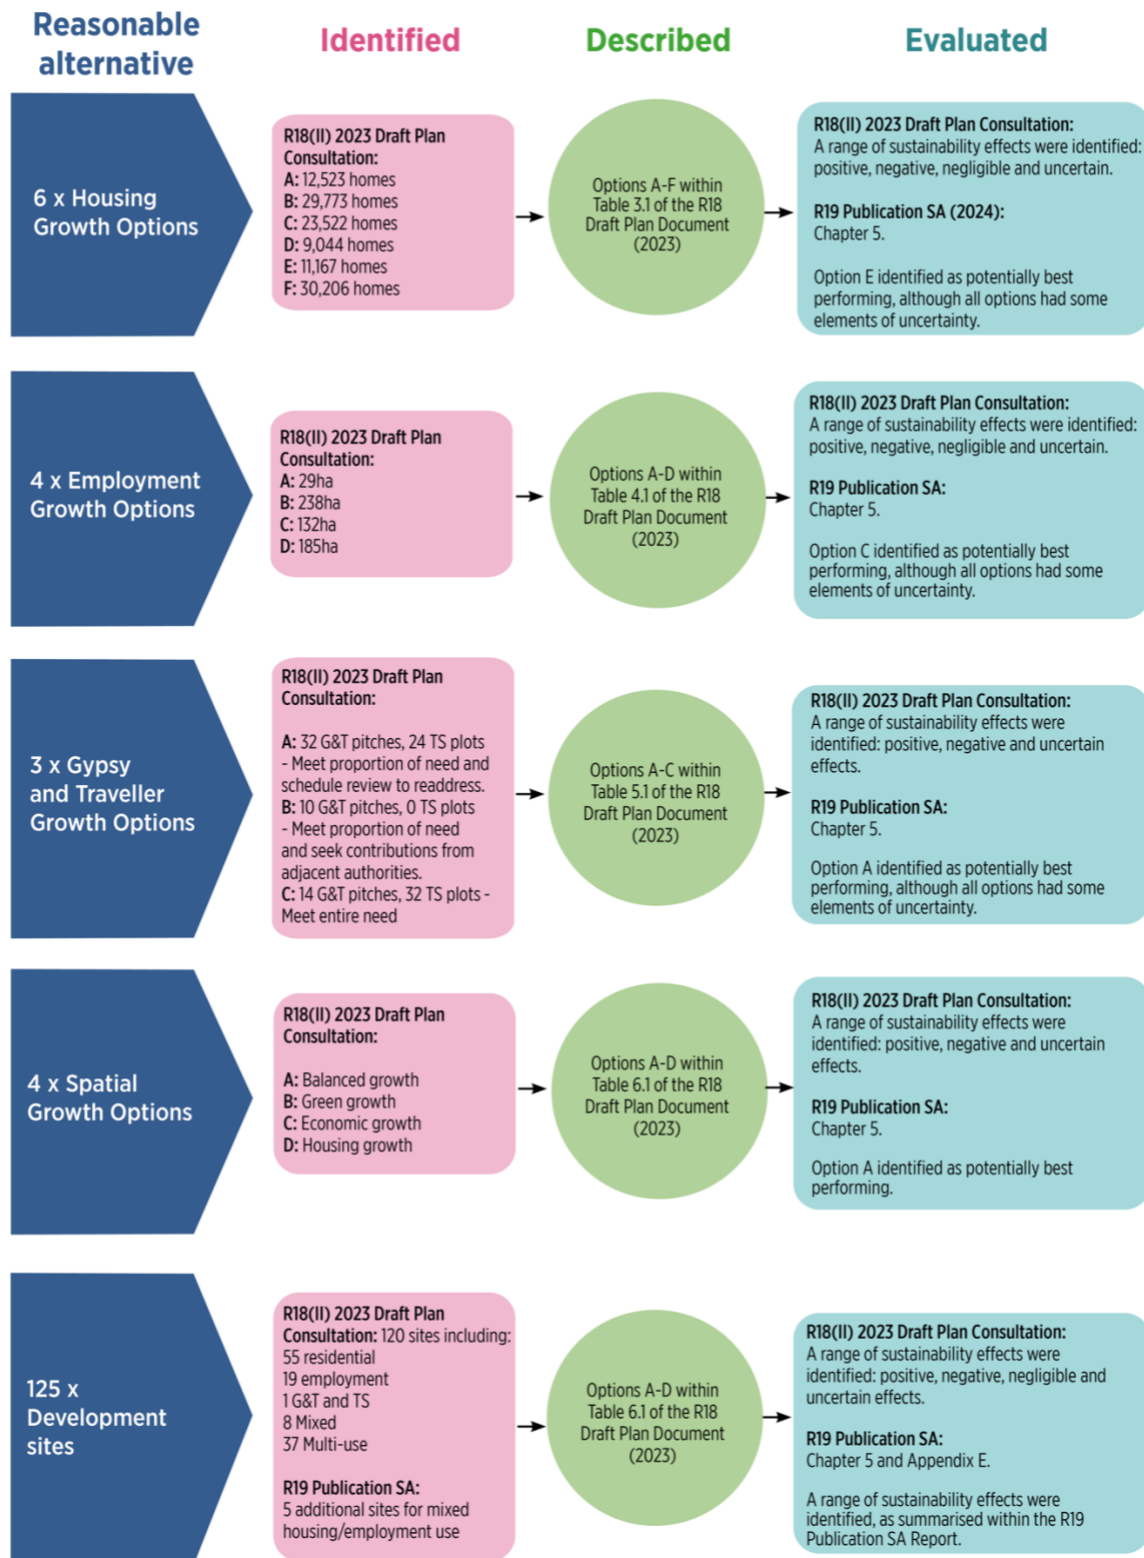 Reasonable
alternative
Identified
Described
Evaluated
6 x Housing
Growth Options
R18(II) 2023 Draft Plan
Consultation:
A: 12,523 homes
B: 29,773 homes
C: 23,522 homes
D: 9,044 homes
E: 11,167 homes
F: 30,206 homes
Options A-F within
Table 3.1 of the R18
Draft Plan Document
(2023)
R18(II) 2023 Draft Plan Consultation:
A range of sustainability effects were identified:
positive, negative, negligible and uncertain.
R19 Publication SA (2024):
Chapter 5.
Option E identified as potentially best
performing, although all options had some
elements of uncertainty.
4 x Employment
Growth Options
R18(II) 2023 Draft Plan
Consultation:
A: 29ha
B: 238ha
C: 132ha
D: 185ha
Options A-D within
Table 4.1 of the R18
Draft Plan Document
(2023)
R18(II) 2023 Draft Plan Consultation:
A range of sustainability effects were identified:
positive, negative, negligible and uncertain.
R19 Publication SA:
Chapter 5.
Option C identified as potentially best
performing, although all options had some
elements of uncertainty.
3 x Gypsy
and Traveller
Growth Options
R18(II) 2023 Draft Plan
Consultation:
A: 32 G&T pitches, 24 TS plots
- Meet proportion of need and
schedule review to readdress.
B: 10 G&T pitches, 0 TS plots
- Meet proportion of need
and seek contributions from
adjacent authorities.
C: 14 G&T pitches, 32 TS plots -
Meet entire need
Options A-C within
Table 5.1 of the R18
Draft Plan Document
(2023)
R18(II) 2023 Draft Plan Consultation:
A range of sustainability effects were
identified: positive, negative and uncertain
effects.
R19 Publication SA:
Chapter 5.
Option A identified as potentially best
performing, although all options had some
elements of uncertainty.
4 x Spatial
Growth Options
R18(II) 2023 Draft Plan
Consultation:
A: Balanced growth
B: Green growth
C: Economic growth
D: Housing growth
Options A-D within
Table 6.1 of the R18
Draft Plan Document
(2023)
R18(II) 2023 Draft Plan Consultation:
A range of sustainability effects were
identified: positive, negative and uncertain
effects.
R19 Publication SA:
Chapter 5.
Option A identified as potentially best
performing.
125 x
Development
sites
R18(II) 2023 Draft Plan
Consultation: 120 sites including:
55 residential
19 employment
1 G&T and TS
8 Mixed
37 Multi-use
R19 Publication SA:
5 additional sites for mixed
housing/employment use
Options A-D within
Table 6.1 of the R18
Draft Plan Document
(2023)
R18(II) 2023 Draft Plan Consultation:
A range of sustainability effects were
identified: positive, negative, negligible and
uncertain effects.
R19 Publication SA:
Chapter 5 and Appendix E.
A range of sustainability effects were
identified, as summarised within the R19
Publication SA Report.